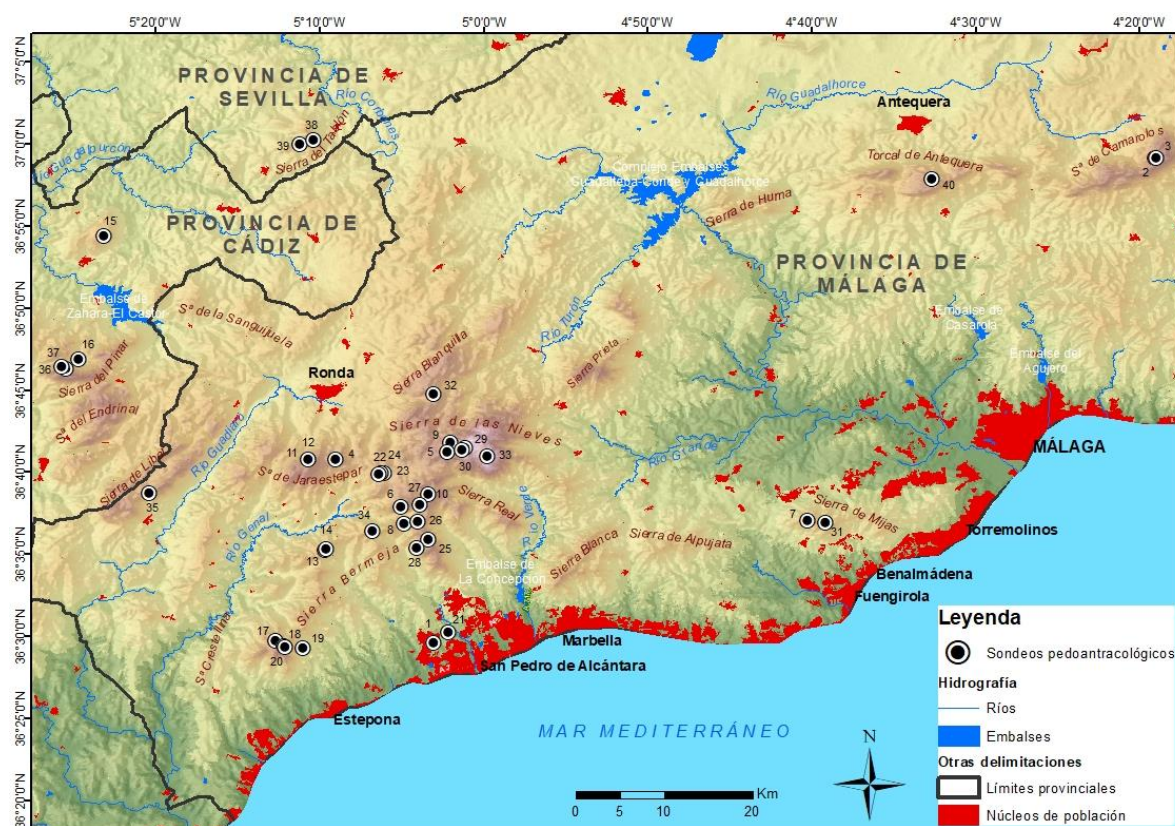 5°20'0"W 5°10'0"W 5°0'0"W 4°50'0"W 4°40'0"W 4°30'0"W 4°20'0"W
37°5'0"N
37°0'0"N
36°55'0"N
36°50'0"N
36°45'0"N
36°40'0"N
36°35'0"N
36°30'0"N
36°25'0"N
36°20'0"N
PROVINCIA DE
SEVILLA
Río Corbones
38
39
Sierra del Tablón
Río Guadalporcún
15
PROVINCIA DE
CÁDIZ
Embalse de
Zahara-El Gastor
Sª de la Sanguijuela
Complejo Embalses
Guadalteba-Conde y Guadalhorce
Río Guadalhorce
Antequera
Torcal de Antequera
40
Sª de Camarolos
3
2
Sierra de Huma
PROVINCIA DE
MÁLAGA
Río Turón
Embalse de
Casarola
Embalse del
Agujero
37
16
36
Sierra del Pinar
Sª del Endrinal
Sierra de Líbar
35
Ronda
Río Guadiaro
Sierra Blanquilla
32
Sierra Prieta
Sierra de las Nieves
9
29
5
30
33
12
11
4
22
24
23
Sª de Jaraestepar
27
10
6
Sierra Real
34
8
26
14
13
25
28
Río Genal
Sierra Bermeja
Río Verde
Embalse de
La Concepción
Sierra Blanca
Sierra de Alpujata
Río Grande
MÁLAGA
7
31
Sierra de Mijas
Torremolinos
Benalmádena
Fuengirola
17
18
19
20
Sª Crestellina
1
21
Marbella
San Pedro de Alcántara
Estepona
MAR MEDITERRÁNEO
N
Km
0 5 10 20
Leyenda
Sondeos pedoantracológicos
Hidrografía
Ríos
Embalses
Otras delimitaciones
Límites provinciales
Núcleos de población